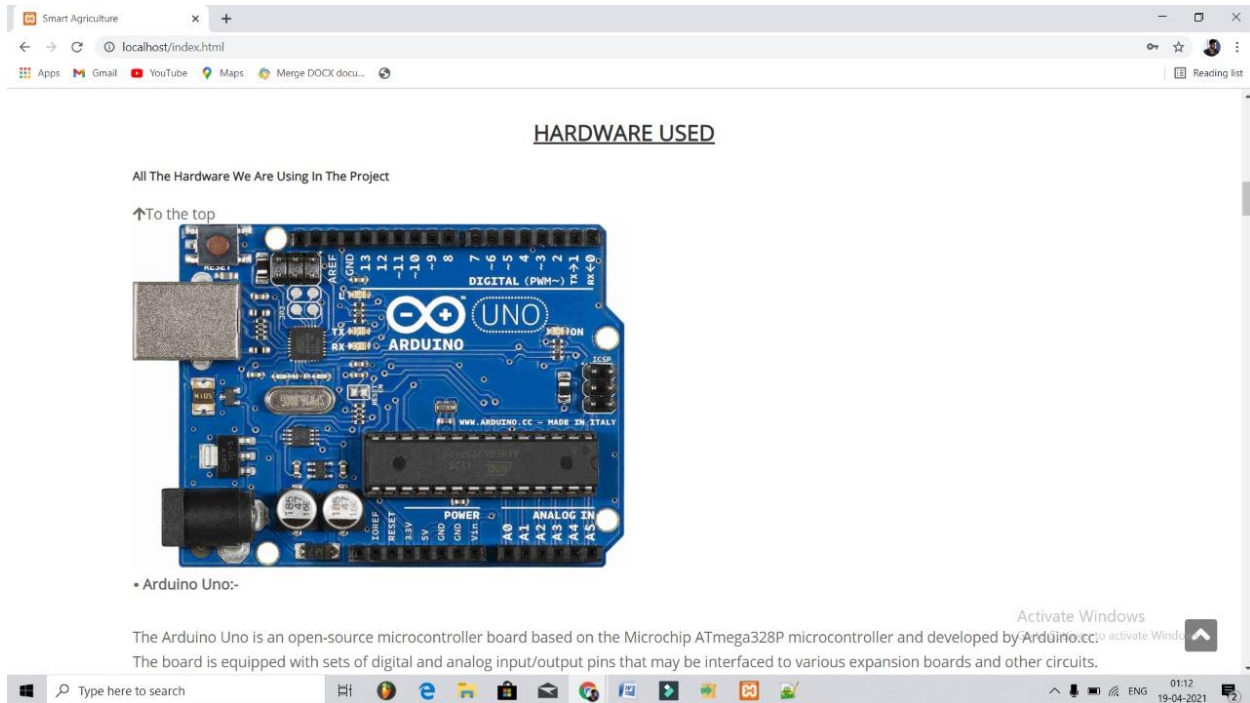 Smart Agriculture
localhost/index.html
Apps Gmail YouTube Maps Merge DOCX docu... Reading list
HARDWARE USED
All The Hardware We Are Using In The Project
To the top
RESET
AREF
GND
13
12
~11
~10
~9
8
7
~6
~5
4
~3
2
TX→1
RX←0
DIGITAL (PWM~)
UNO
TX
RX
ARDUINO
ON
ICSP
WWW.ARDUINO.CC - MADE IN ITALY
POWER
ANALOG IN
IOREF
RESET
3.3V
5V
GND
GND
Vin
A0
A1
A2
A3
A4
A5
• Arduino Uno:-
Activate Windows
The Arduino Uno is an open-source microcontroller board based on the Microchip ATmega328P microcontroller and developed by Arduino.cc.
The board is equipped with sets of digital and analog input/output pins that may be interfaced to various expansion boards and other circuits.
Type here to search
ENG
01:12
19-04-2021
2